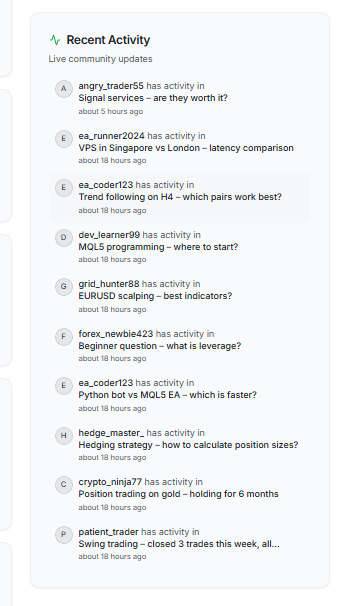 Recent Activity
Live community updates
A
angry_trader55 has activity in
Signal services – are they worth it?
about 5 hours ago
E
ea_runner2024 has activity in
VPS in Singapore vs London – latency comparison
about 18 hours ago
E
ea_coder123 has activity in
Trend following on H4 – which pairs work best?
about 18 hours ago
D
dev_learner99 has activity in
MQL5 programming – where to start?
about 18 hours ago
G
grid_hunter88 has activity in
EURUSD scalping – best indicators?
about 18 hours ago
F
forex_newbie423 has activity in
Beginner question – what is leverage?
about 18 hours ago
E
ea_coder123 has activity in
Python bot vs MQL5 EA – which is faster?
about 18 hours ago
H
hedge_master_ has activity in
Hedging strategy – how to calculate position sizes?
about 18 hours ago
C
crypto_ninja77 has activity in
Position trading on gold – holding for 6 months
about 18 hours ago
P
patient_trader has activity in
Swing trading – closed 3 trades this week, all...
about 18 hours ago